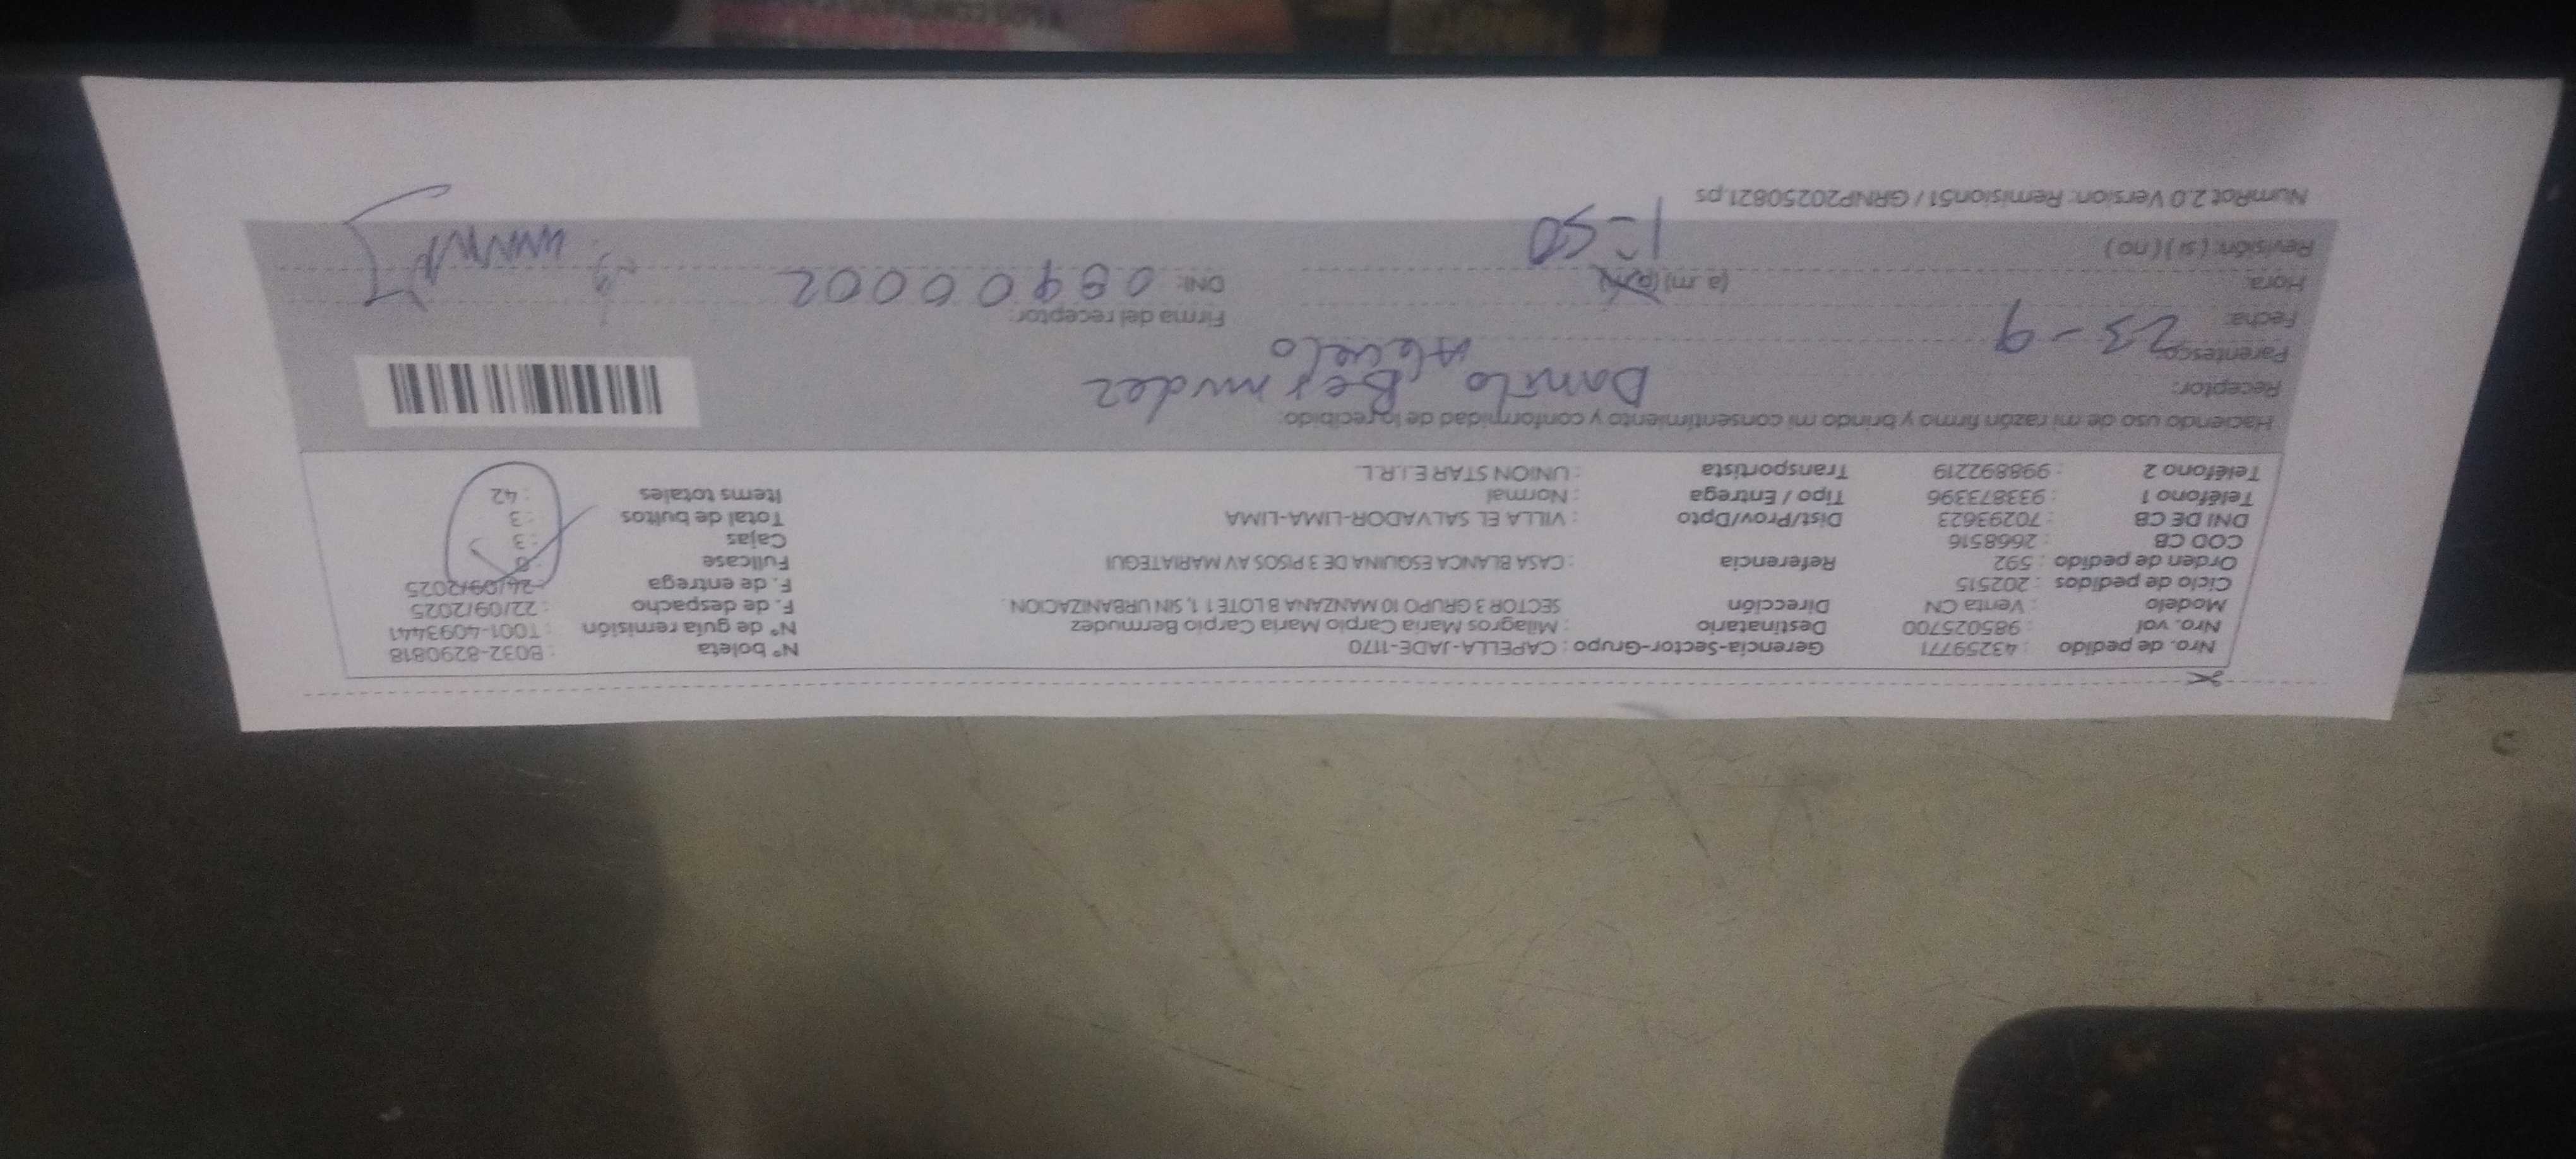 Nro. de pedido : 43259771 Gerencia-Sector-Grupo : CAPELLA-JADE-1170 N° boleta : B032-8290818
Nro. vol : 985025700 Destinatario : Milagros Maria Carpio Maria Carpio Bermudez N° de guía remisión : T001-4093441
Modelo : Venta CN Dirección SECTOR 3 GRUPO 10 MANZANA B LOTE 1 1, SIN URBANIZACION. F. de despacho : 22/09/2025
Ciclo de pedidos : 202515 F. de entrega : 24/09/2025
Orden de pedido : 592 Referencia : CASA BLANCA ESQUINA DE 3 PISOS AV MARIATEGUI Fullcase : 0
COD CB : 2668516 Cajas : 3
DNI DE CB : 70293623 Dist/Prov/Dpto : VILLA EL SALVADOR-LIMA-LIMA Total de bultos : 3
Teléfono 1 : 933873396 Tipo / Entrega : Normal Items totales : 42
Teléfono 2 : 998892219 Transportista : UNION STAR E.I.R.L.
Haciendo uso de mi razón firmo y brindo mi consentimiento y conformidad de lo recibido:
Receptor: Danilo Bermudez
Parentesco: Abuelo
Fecha: 23-9 Firma del receptor:
Hora: (a. m) (p. m) DNI: 08900002
Revisión: (si) (no) 1-50
NumRot 2.0 Version: Remision51 / GRNP20250821.ps